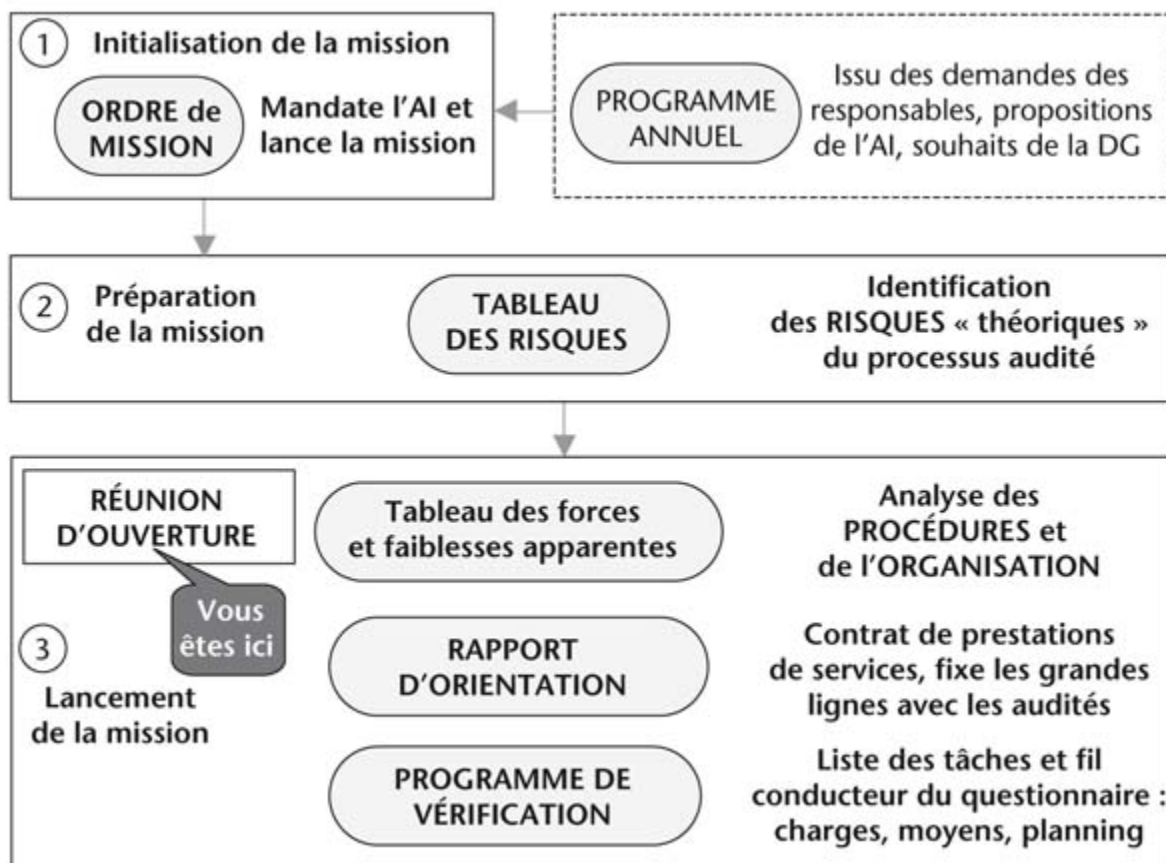 1 Initialisation de la mission
ORDRE de
MISSION
Mandate l'AI et
lance la mission
PROGRAMME
ANNUEL
Issu des demandes des
responsables, propositions
de l'AI, souhaits de la DG
2
Préparation
de la mission
TABLEAU
DES RISQUES
Identification
des RISQUES « théoriques »
du processus audité
RÉUNION
D'OUVERTURE
Vous
êtes ici
Tableau des forces
et faiblesses apparentes
Analyse des
PROCÉDURES et
de l'ORGANISATION
3
Lancement
de la mission
RAPPORT
D'ORIENTATION
Contrat de prestations
de services, fixe les grandes
lignes avec les audités
PROGRAMME DE
VÉRIFICATION
Liste des tâches et fil
conducteur du questionnaire :
charges, moyens, planning